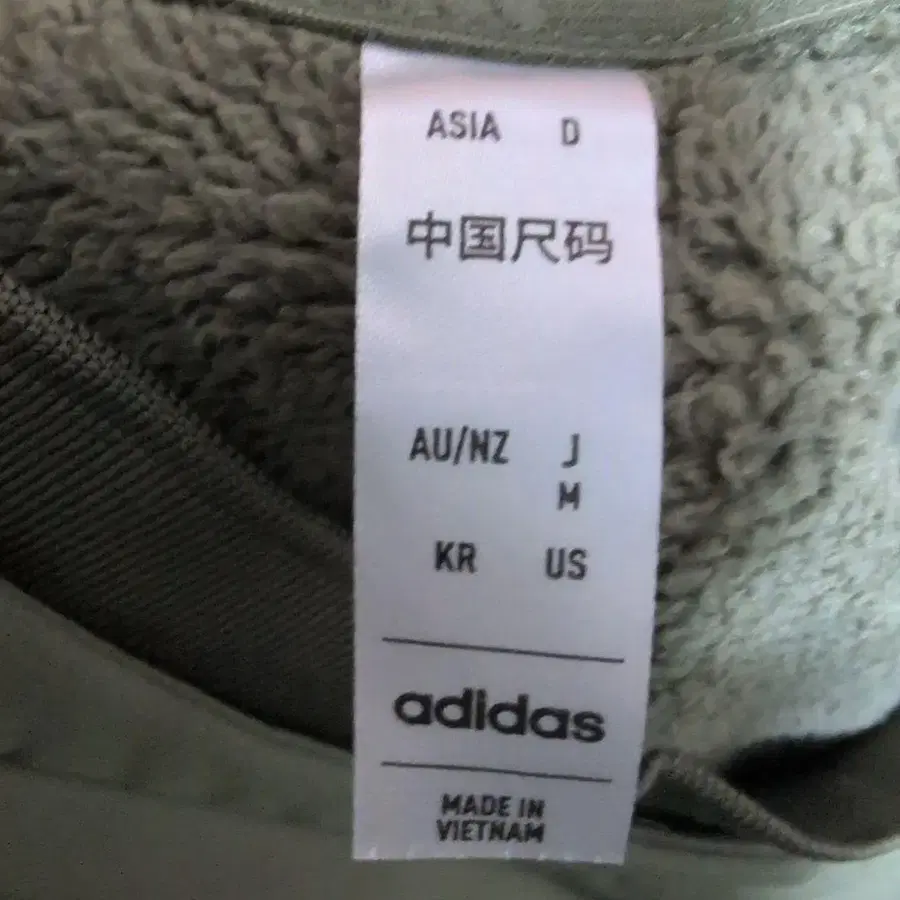 ASIA D
中国尺码
AU/NZ J
M
KR US
adidas
MADE IN
VIETNAM